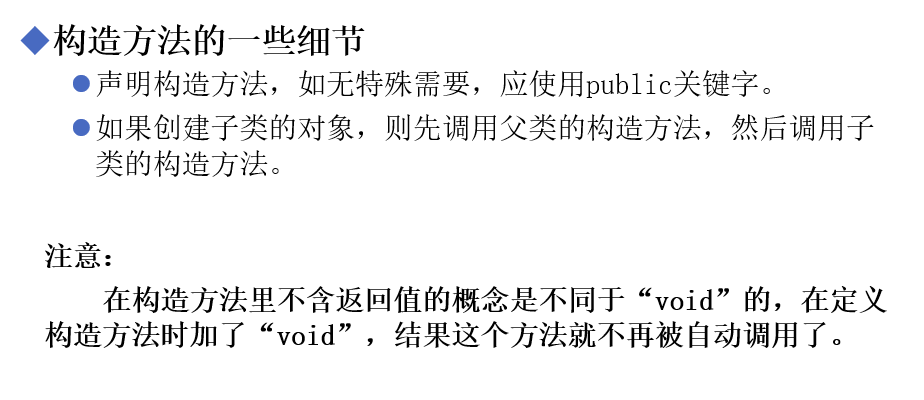 构造方法的一些细节
声明构造方法，如无特殊需要，应使用public关键字。
如果创建子类的对象，则先调用父类的构造方法，然后调用子
类的构造方法。
注意：
在构造方法里不含返回值的概念是不同于“void”的，在定义
构造方法时加了“void”，结果这个方法就不再被自动调用了。